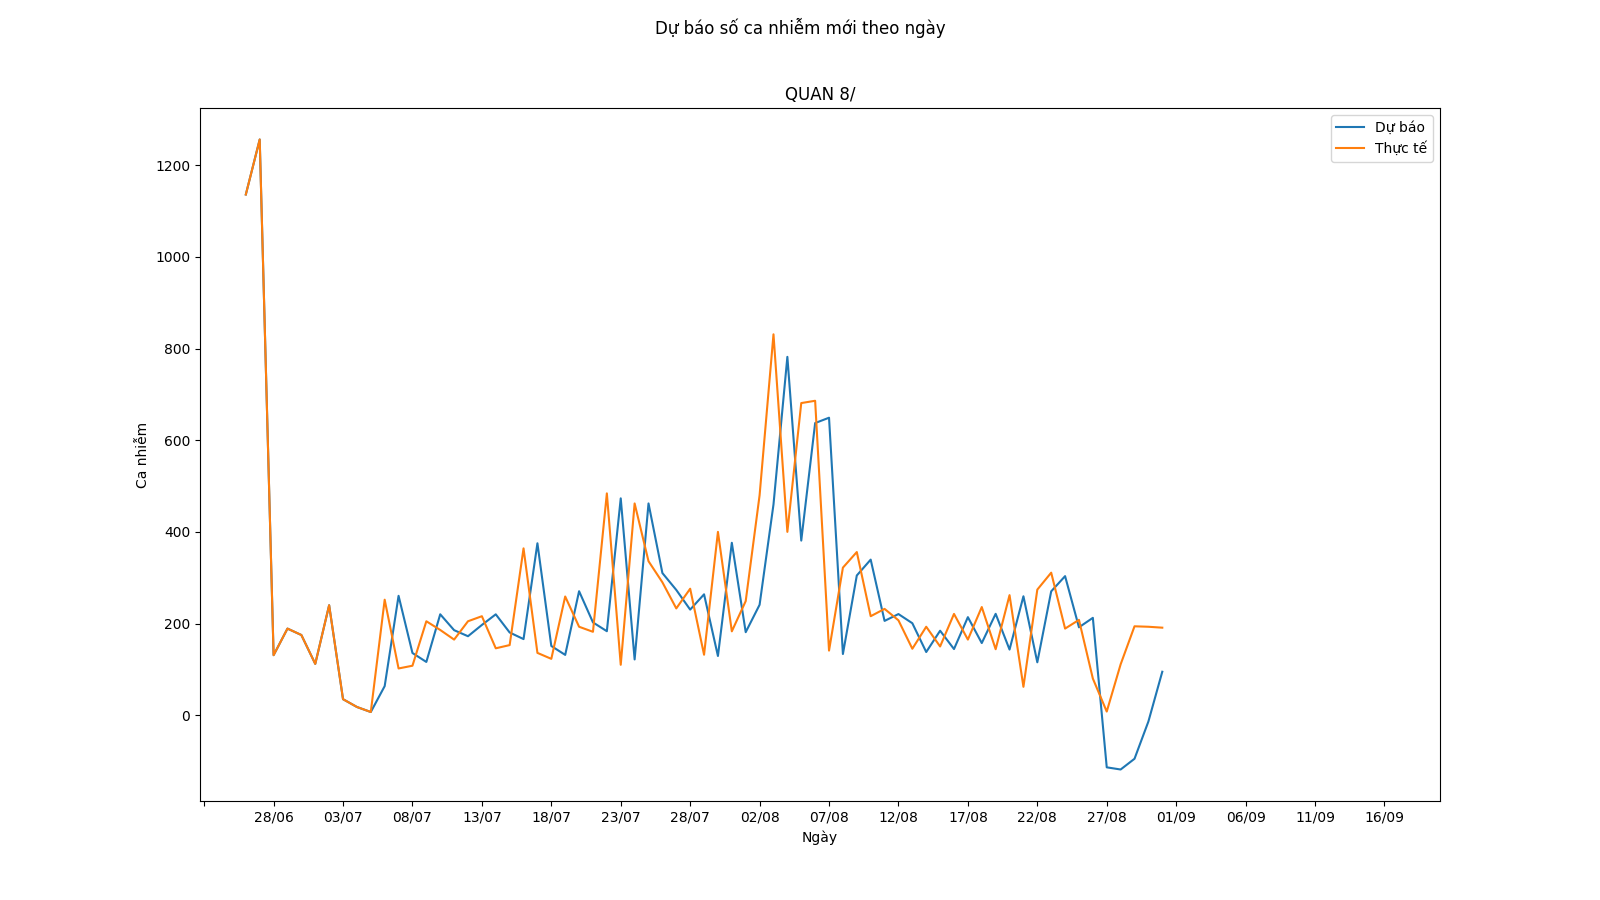 Dự báo số ca nhiễm mới theo ngày
QUAN 8/
Dự báo
Thực tế
1200
1000
800
600
400
200
0
Ca nhiễm
28/06 03/07 08/07 13/07 18/07 23/07 28/07 02/08 07/08 12/08 17/08 22/08 27/08 01/09 06/09 11/09 16/09
Ngày